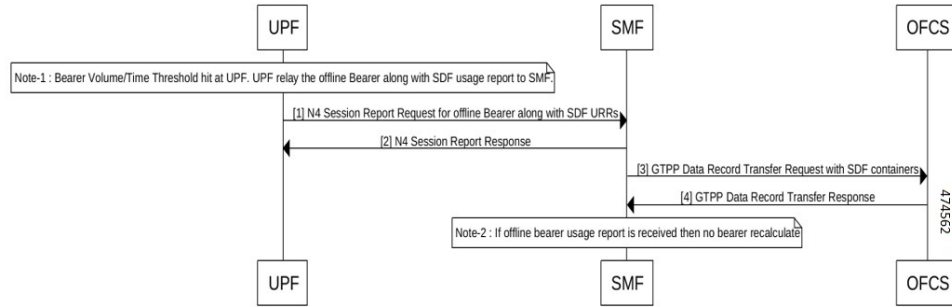 UPF
SMF
OFCS
Note-1 : Bearer Volume/Time Threshold hit at UPF. UPF relay the offline Bearer along with SDF usage report to SMF.
[1] N4 Session Report Request for offline Bearer along with SDF URRs
[2] N4 Session Report Response
[3] GTPP Data Record Transfer Request with SDF containers
[4] GTPP Data Record Transfer Response
474562
Note-2 : If offline bearer usage report is received then no bearer recalculate
UPF
SMF
OFCS